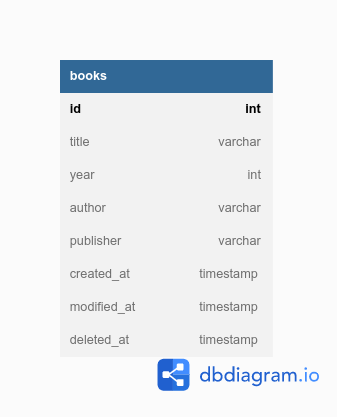 books
id int
title varchar
year int
author varchar
publisher varchar
created_at timestamp
modified_at timestamp
deleted_at timestamp
dbdiagram.io